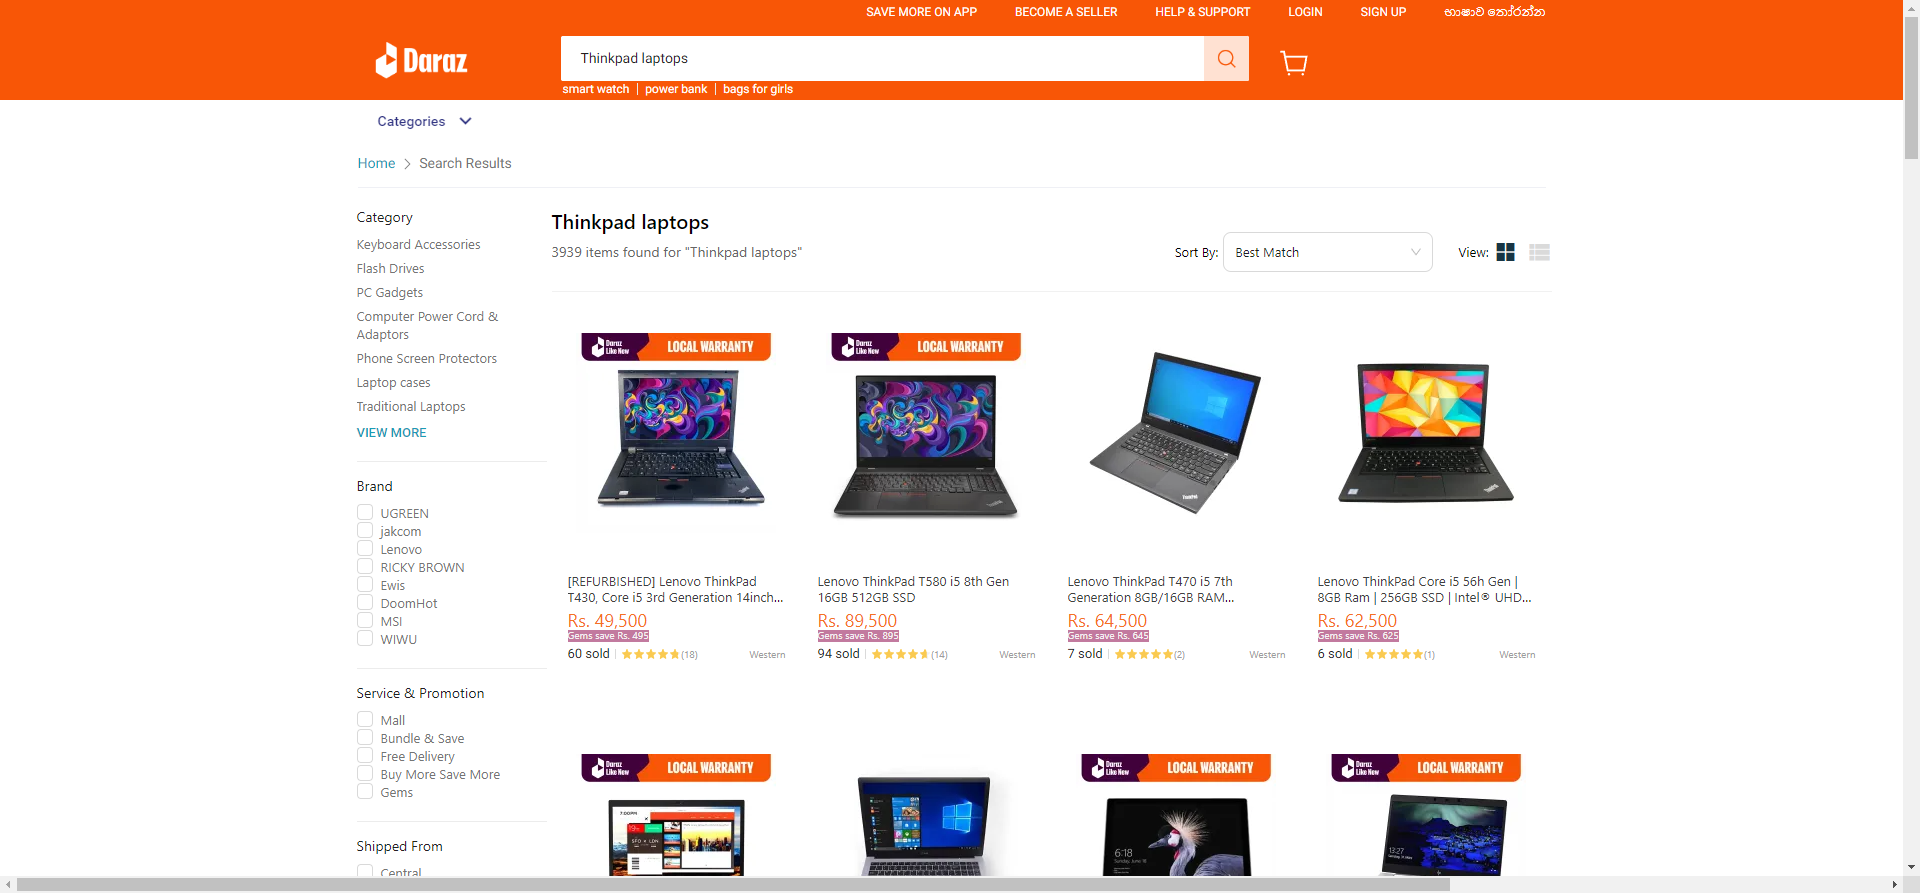 SAVE MORE ON APP BECOME A SELLER HELP & SUPPORT LOGIN SIGN UP භාෂාව තෝරන්න
Daraz
Thinkpad laptops
smart watch power bank bags for girls
Categories
Home Search Results
Category
Keyboard Accessories
Flash Drives
PC Gadgets
Computer Power Cord &
Adaptors
Phone Screen Protectors
Laptop cases
Traditional Laptops
VIEW MORE
Brand
UGREEN
jakcom
Lenovo
RICKY BROWN
Ewis
DoomHot
MSI
WIWU
Service & Promotion
Mall
Bundle & Save
Free Delivery
Buy More Save More
Gems
Shipped From
Central
Thinkpad laptops
3939 items found for "Thinkpad laptops"
Sort By: Best Match View:
Daraz Like New LOCAL WARRANTY
[REFURBISHED] Lenovo ThinkPad
T430, Core i5 3rd Generation 14inch...
Rs. 49,500
Gems save Rs. 495
60 sold (18) Western
Daraz Like New LOCAL WARRANTY
Lenovo ThinkPad T580 i5 8th Gen
16GB 512GB SSD
Rs. 89,500
Gems save Rs. 895
94 sold (14) Western
ThinkPad
Lenovo ThinkPad T470 i5 7th
Generation 8GB/16GB RAM...
Rs. 64,500
Gems save Rs. 645
7 sold (2) Western
Lenovo ThinkPad Core i5 56h Gen |
8GB Ram | 256GB SSD | Intel® UHD...
Rs. 62,500
Gems save Rs. 625
6 sold (1) Western
Daraz Like New LOCAL WARRANTY
7:00PM
SFO LDN
Daraz Like New LOCAL WARRANTY
6:18
Daraz Like New LOCAL WARRANTY
13:27